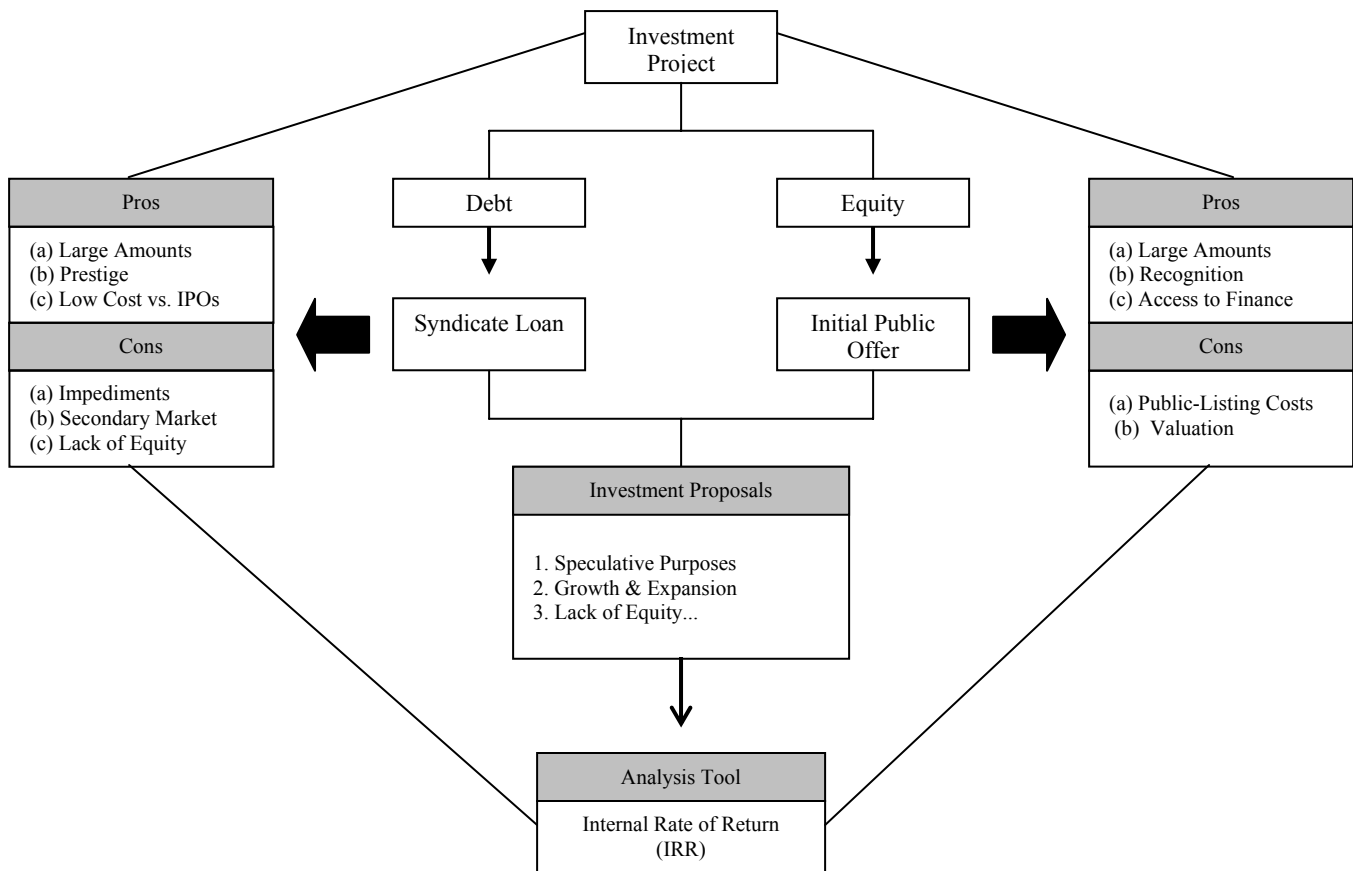 Investment
Project
Pros
Debt
Equity
Pros
(a) Large Amounts
(b) Prestige
(c) Low Cost vs. IPOs
Syndicate Loan
Initial Public
Offer
(a) Large Amounts
(b) Recognition
(c) Access to Finance
Cons
Cons
(a) Impediments
(b) Secondary Market
(c) Lack of Equity
(a) Public-Listing Costs
(b) Valuation
Investment Proposals
1. Speculative Purposes
2. Growth & Expansion
3. Lack of Equity...
Analysis Tool
Internal Rate of Return
(IRR)